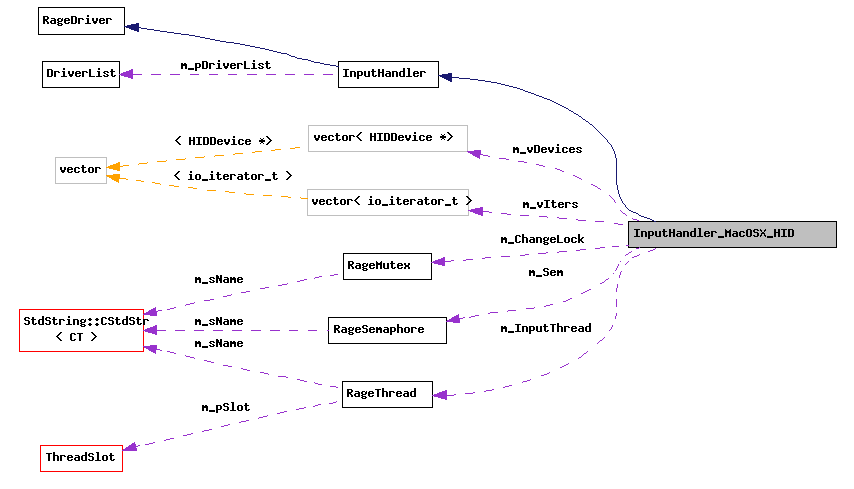 RageDriver
m_pDriverList
DriverList
InputHandler
< HIDDevice *>
vector< HIDDevice *>
m_vDevices
vector
< io_iterator_t >
vector< io_iterator_t >
m_vIters
InputHandler_MacOSX_HID
m_ChangeLock
RageMutex
m_sName
m_Sem
StdString::CStdStr
< CT >
m_sName
RageSemaphore
m_InputThread
m_sName
RageThread
m_pSlot
ThreadSlot